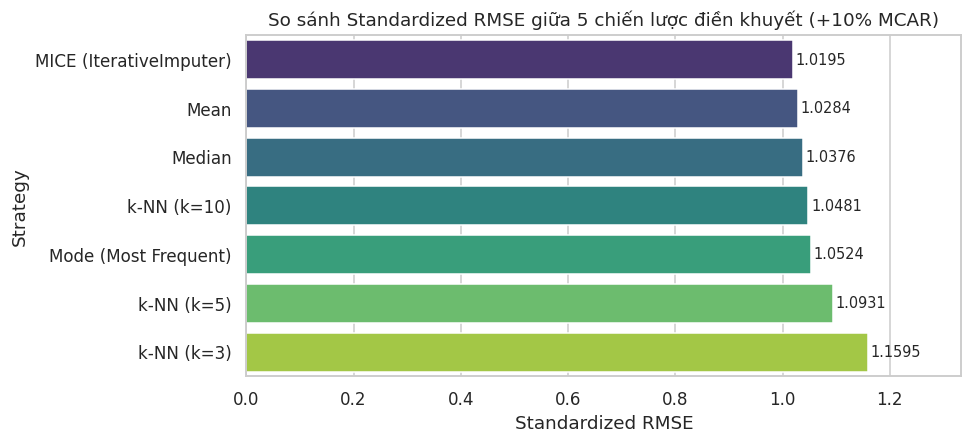 So sánh Standardized RMSE giữa 5 chiến lược điền khuyết (+10% MCAR)
Strategy
MICE (IterativeImputer) 1.0195
Mean 1.0284
Median 1.0376
k-NN (k=10) 1.0481
Mode (Most Frequent) 1.0524
k-NN (k=5) 1.0931
k-NN (k=3) 1.1595
0.0 0.2 0.4 0.6 0.8 1.0 1.2
Standardized RMSE